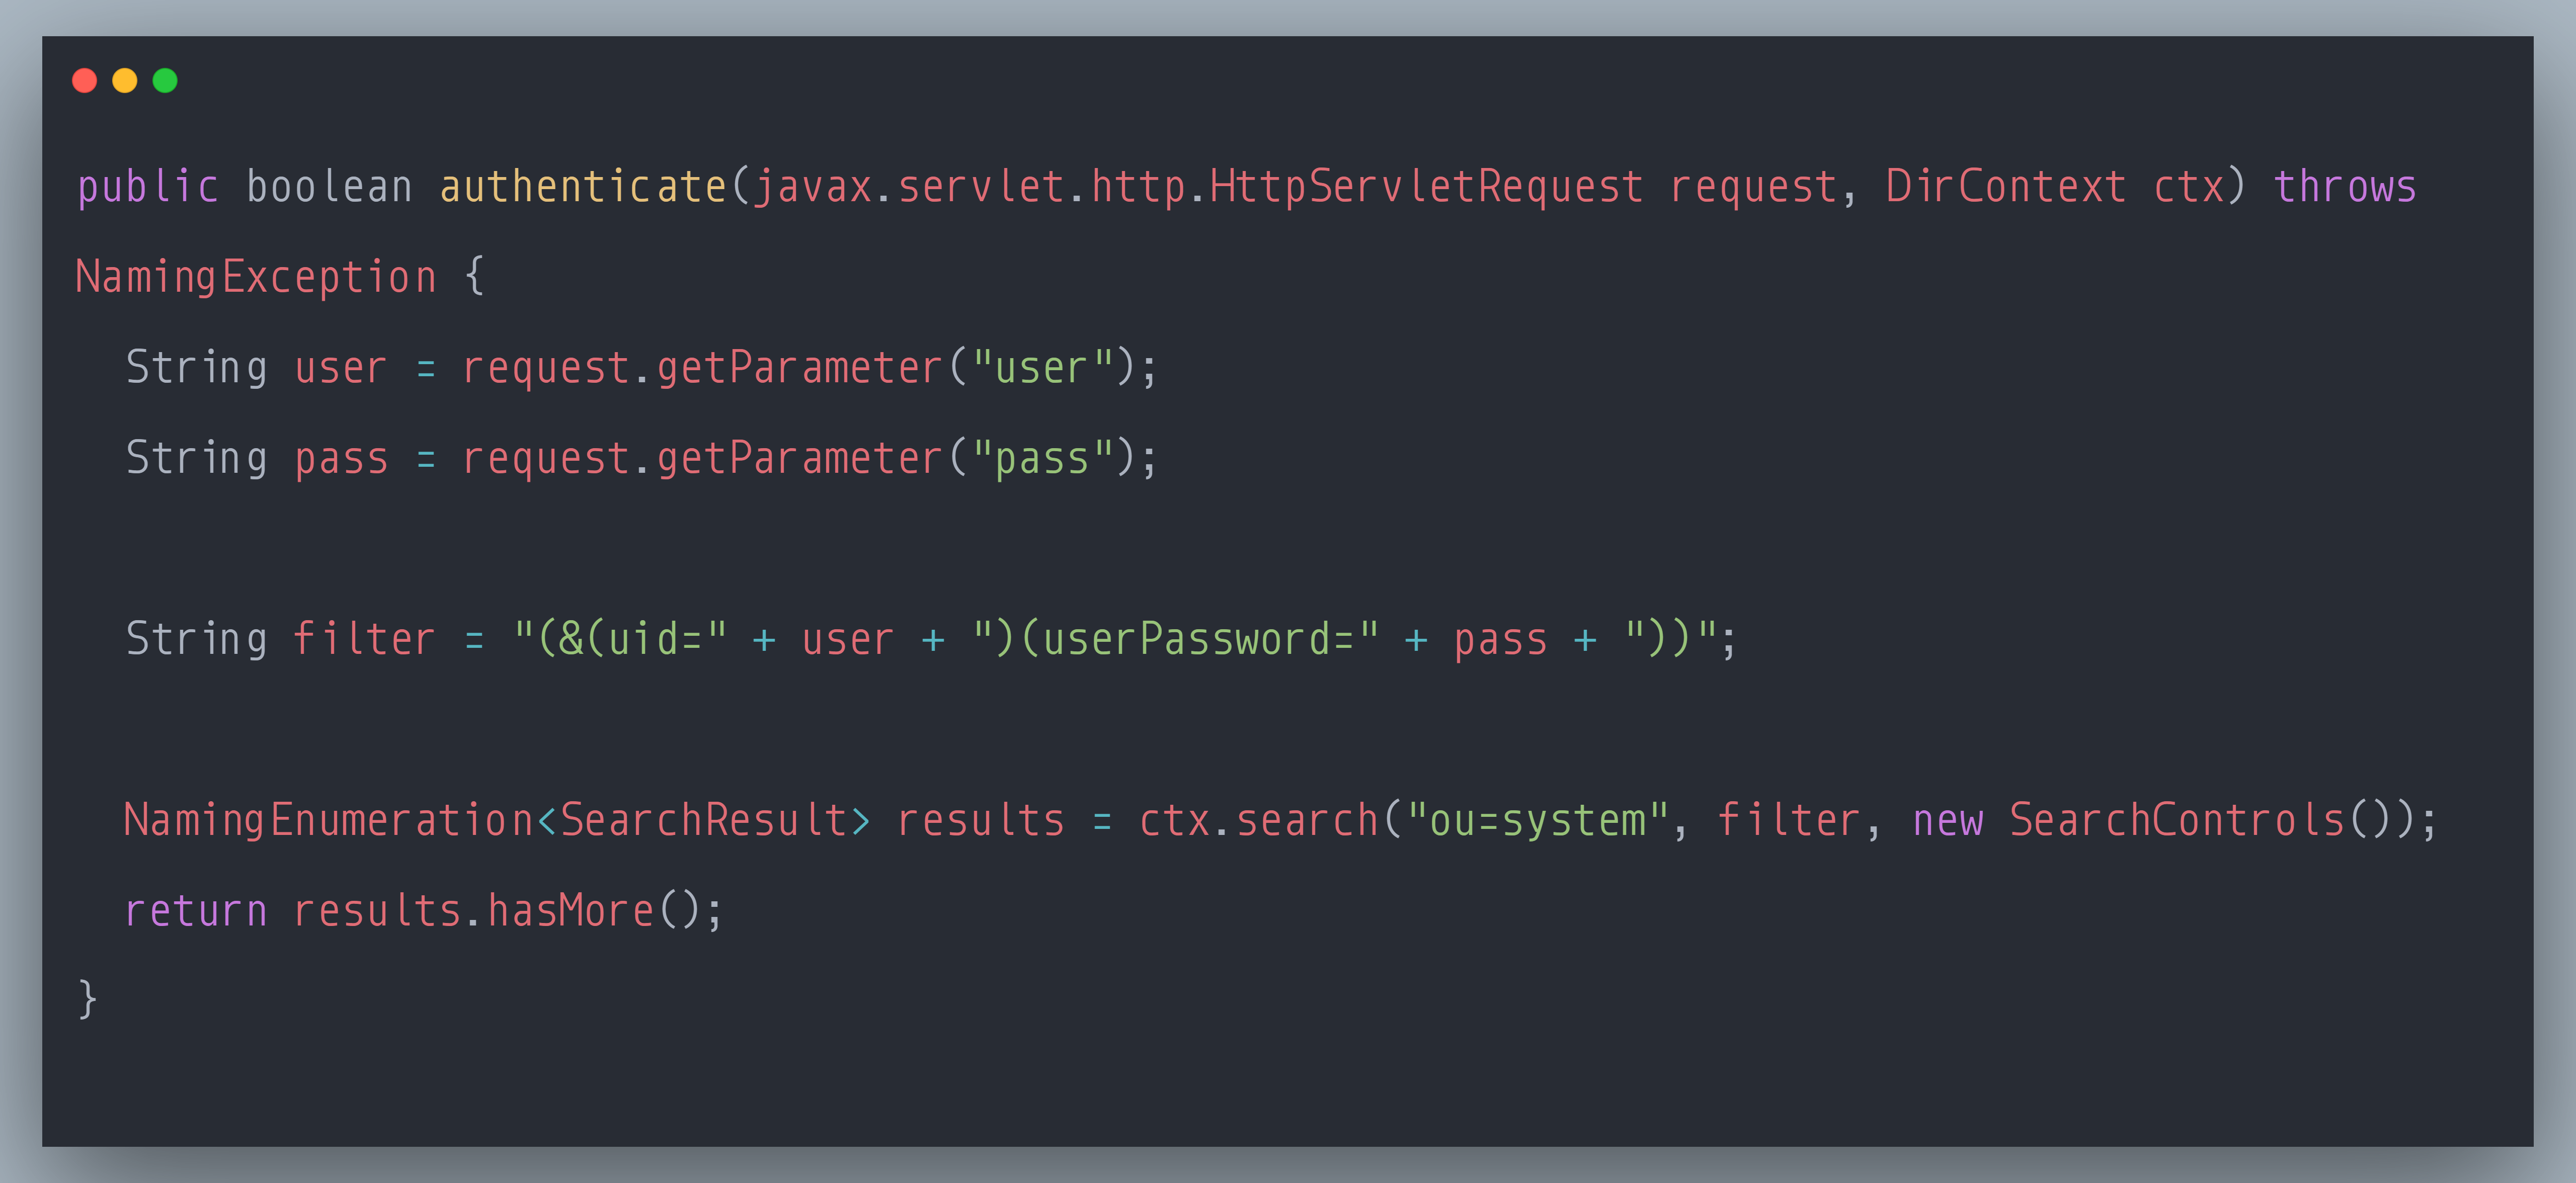 public boolean authenticate(javax.servlet.http.HttpServletRequest request, DirContext ctx) throws
NamingException {
  String user = request.getParameter("user");
  String pass = request.getParameter("pass");

  String filter = "(&(uid=" + user + ")(userPassword=" + pass + "))";

  NamingEnumeration<SearchResult> results = ctx.search("ou=system", filter, new SearchControls());
  return results.hasMore();
}